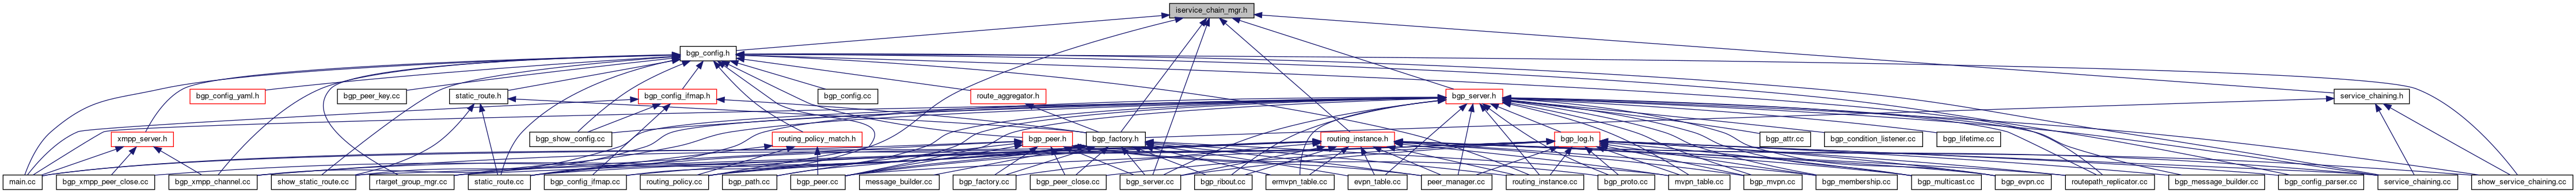 iservice_chain_mgr.h
bgp_config.h
bgp_config_yaml.h
bgp_peer_key.cc
static_route.h
bgp_config_ifmap.h
bgp_config.cc
route_aggregator.h
bgp_server.h
service_chaining.h
xmpp_server.h
bgp_show_config.cc
routing_policy_match.h
bgp_peer.h
bgp_factory.h
routing_instance.h
bgp_log.h
bgp_attr.cc
bgp_condition_listener.cc
bgp_lifetime.cc
main.cc
bgp_xmpp_peer_close.cc
bgp_xmpp_channel.cc
show_static_route.cc
rtarget_group_mgr.cc
static_route.cc
bgp_config_ifmap.cc
routing_policy.cc
bgp_path.cc
bgp_peer.cc
message_builder.cc
bgp_factory.cc
bgp_peer_close.cc
bgp_server.cc
bgp_ribout.cc
ermvpn_table.cc
evpn_table.cc
peer_manager.cc
routing_instance.cc
bgp_proto.cc
mvpn_table.cc
bgp_mvpn.cc
bgp_membership.cc
bgp_multicast.cc
bgp_evpn.cc
routepath_replicator.cc
bgp_message_builder.cc
bgp_config_parser.cc
service_chaining.cc
show_service_chaining.cc